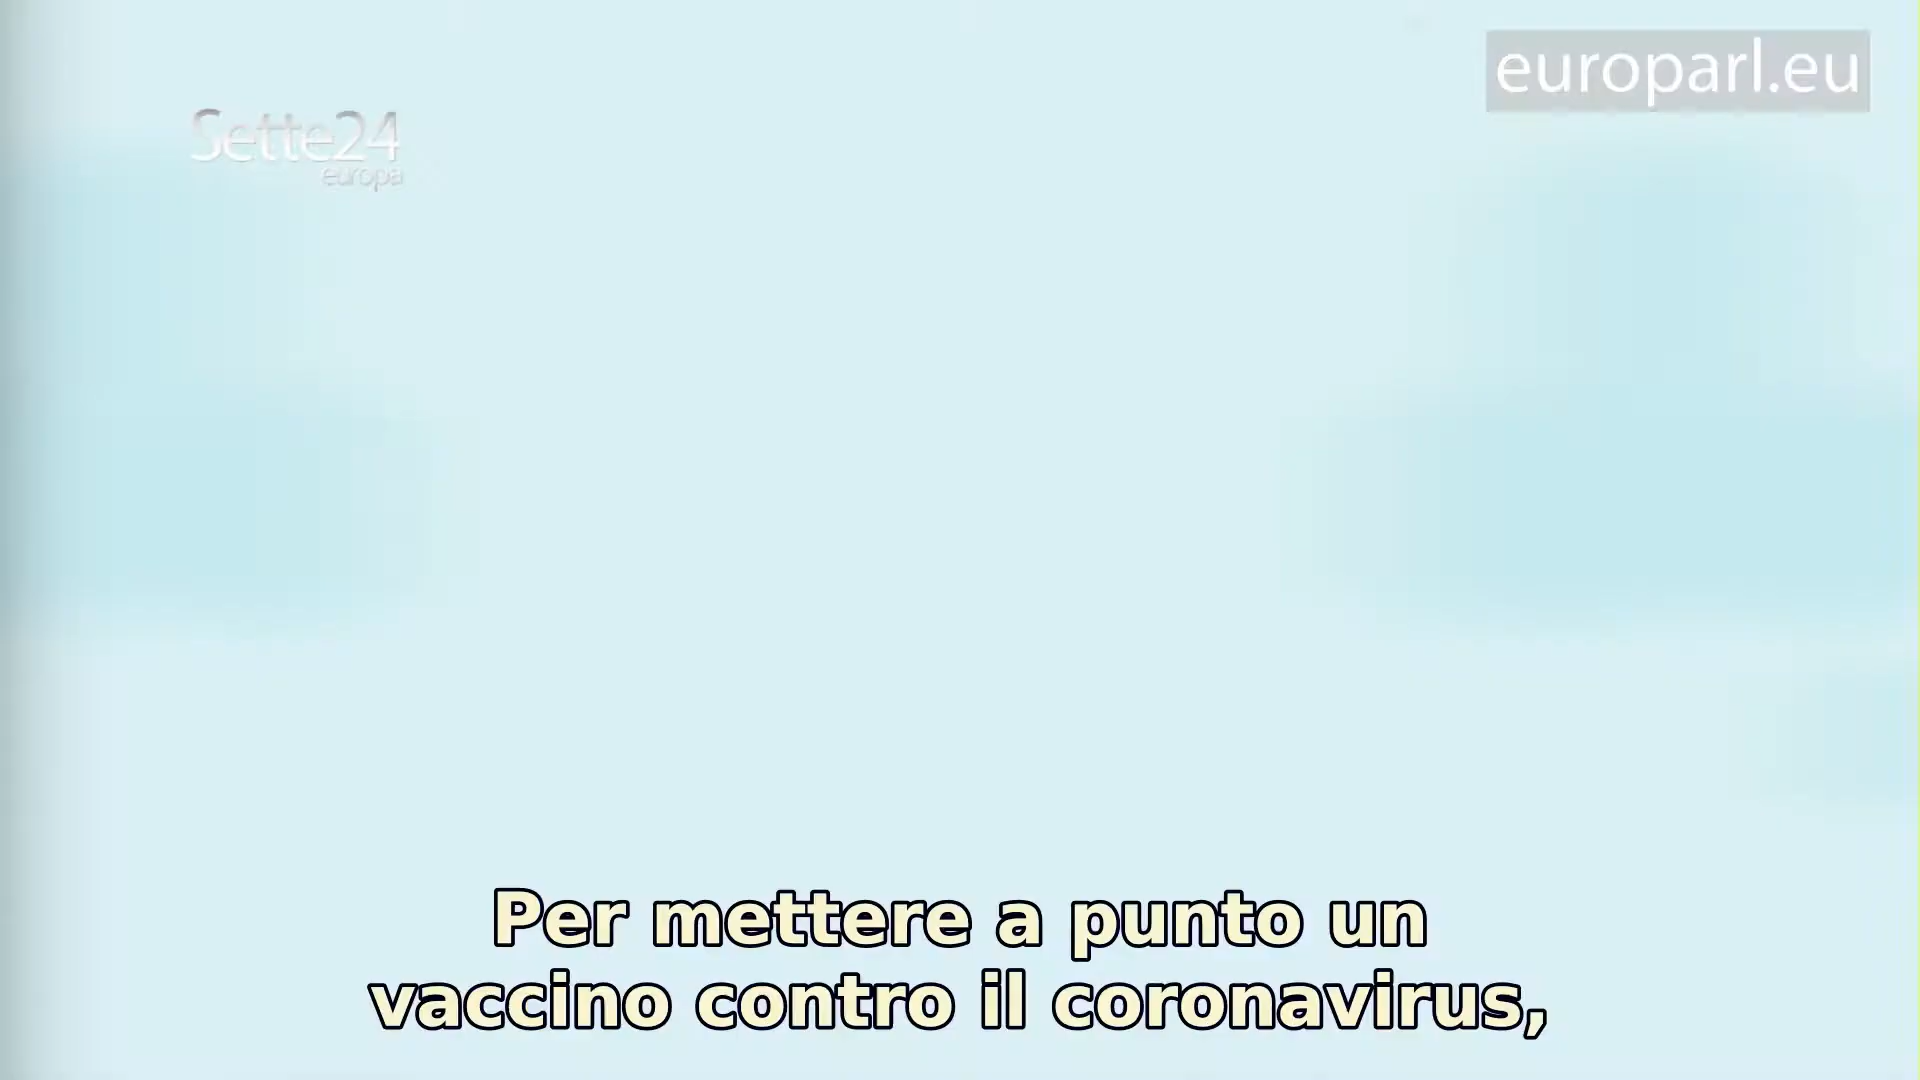 europarl.eu
Sette24
europa
Per mettere a punto un
vaccino contro il coronavirus,